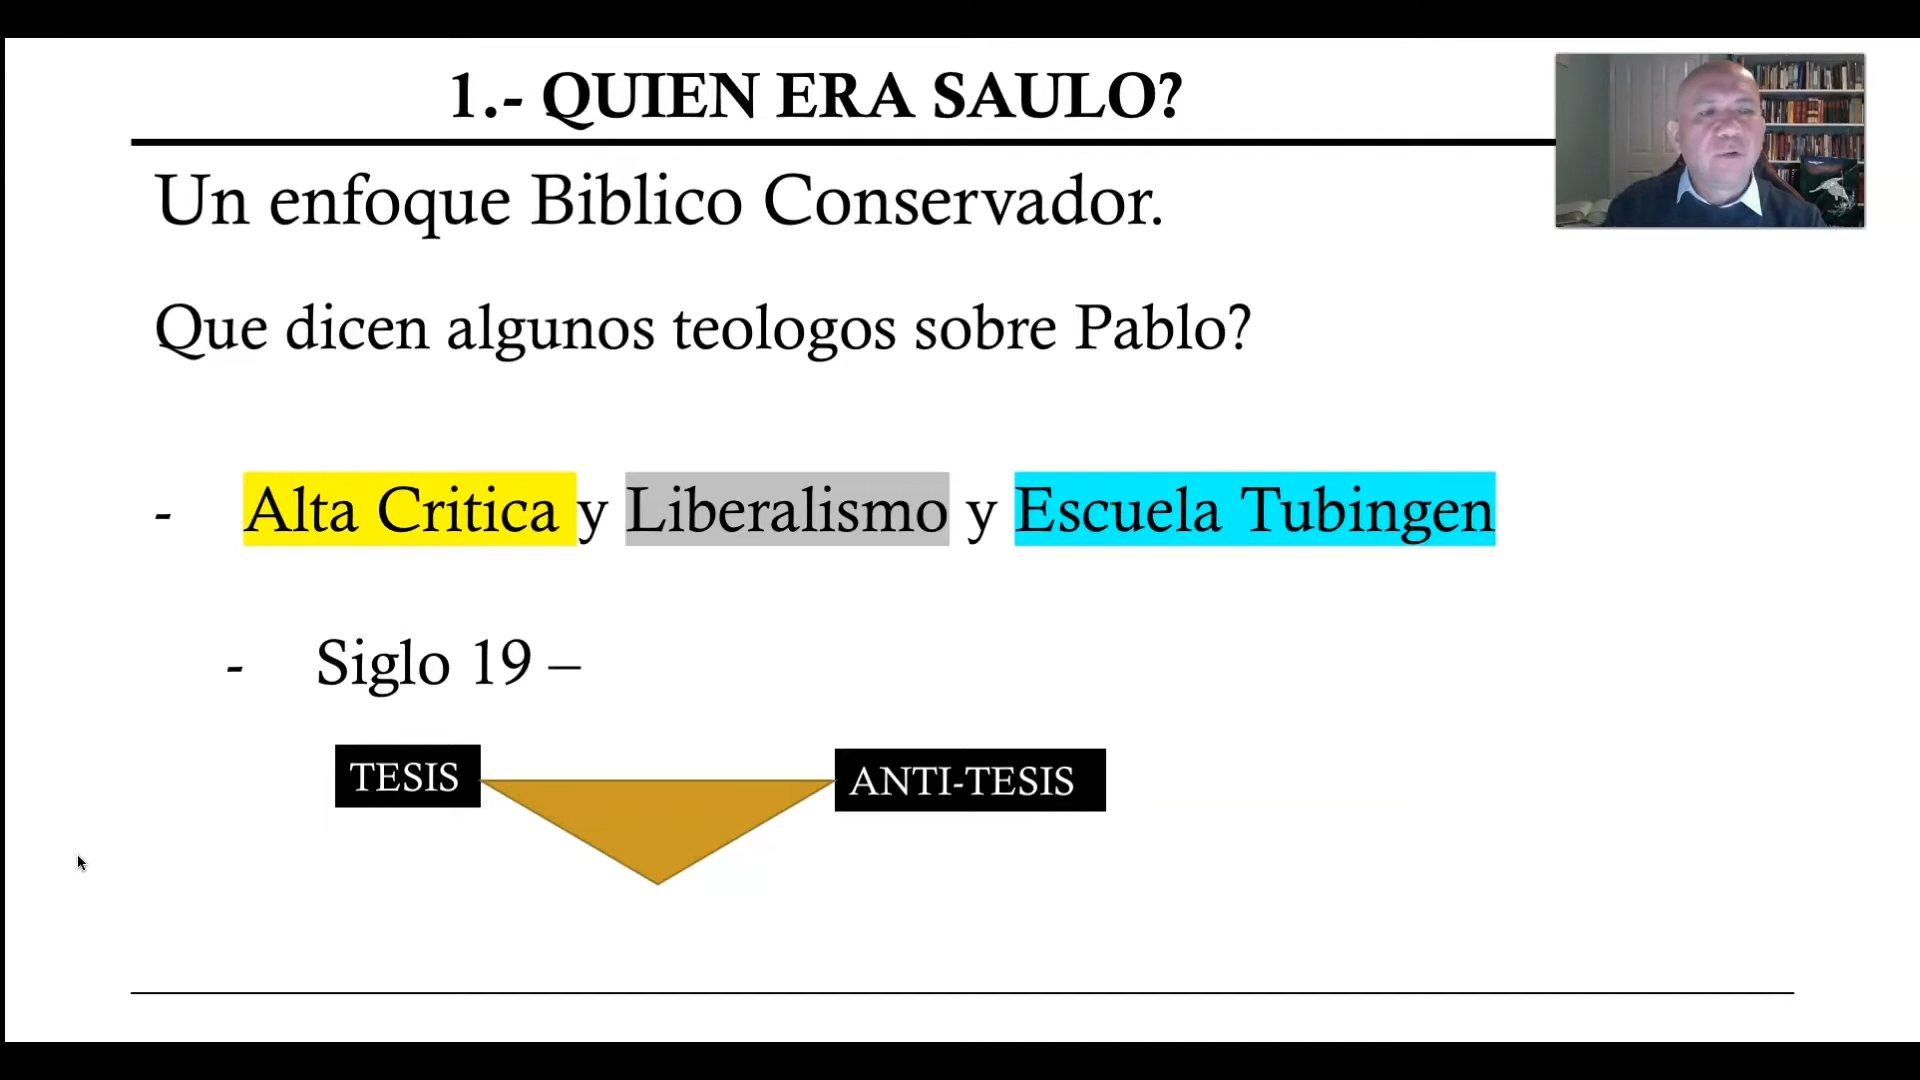 1.- QUIEN ERA SAULO?
Un enfoque Biblico Conservador.
Que dicen algunos teologos sobre Pablo?
- Alta Critica y Liberalismo y Escuela Tubingen
- Siglo 19 –
TESIS
ANTI-TESIS